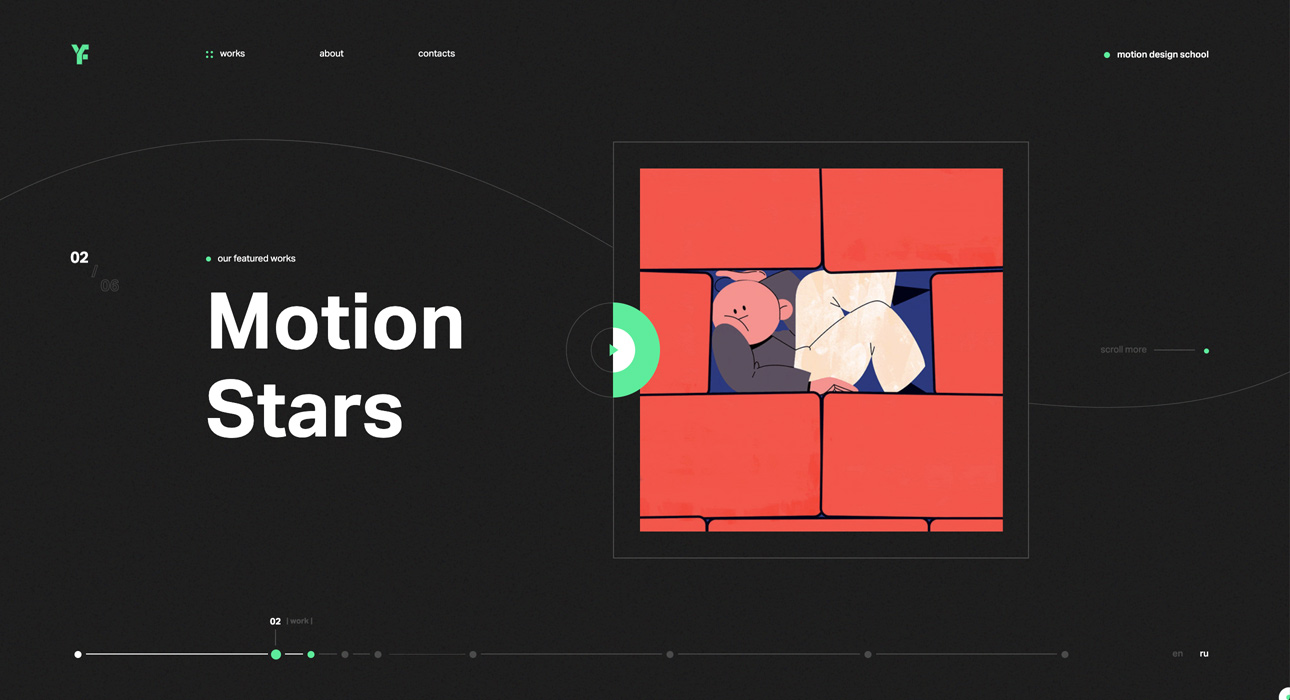 YF
works
about
contacts
motion design school
02
/
06
our featured works
Motion
Stars
scroll more
02 | work |
en
ru